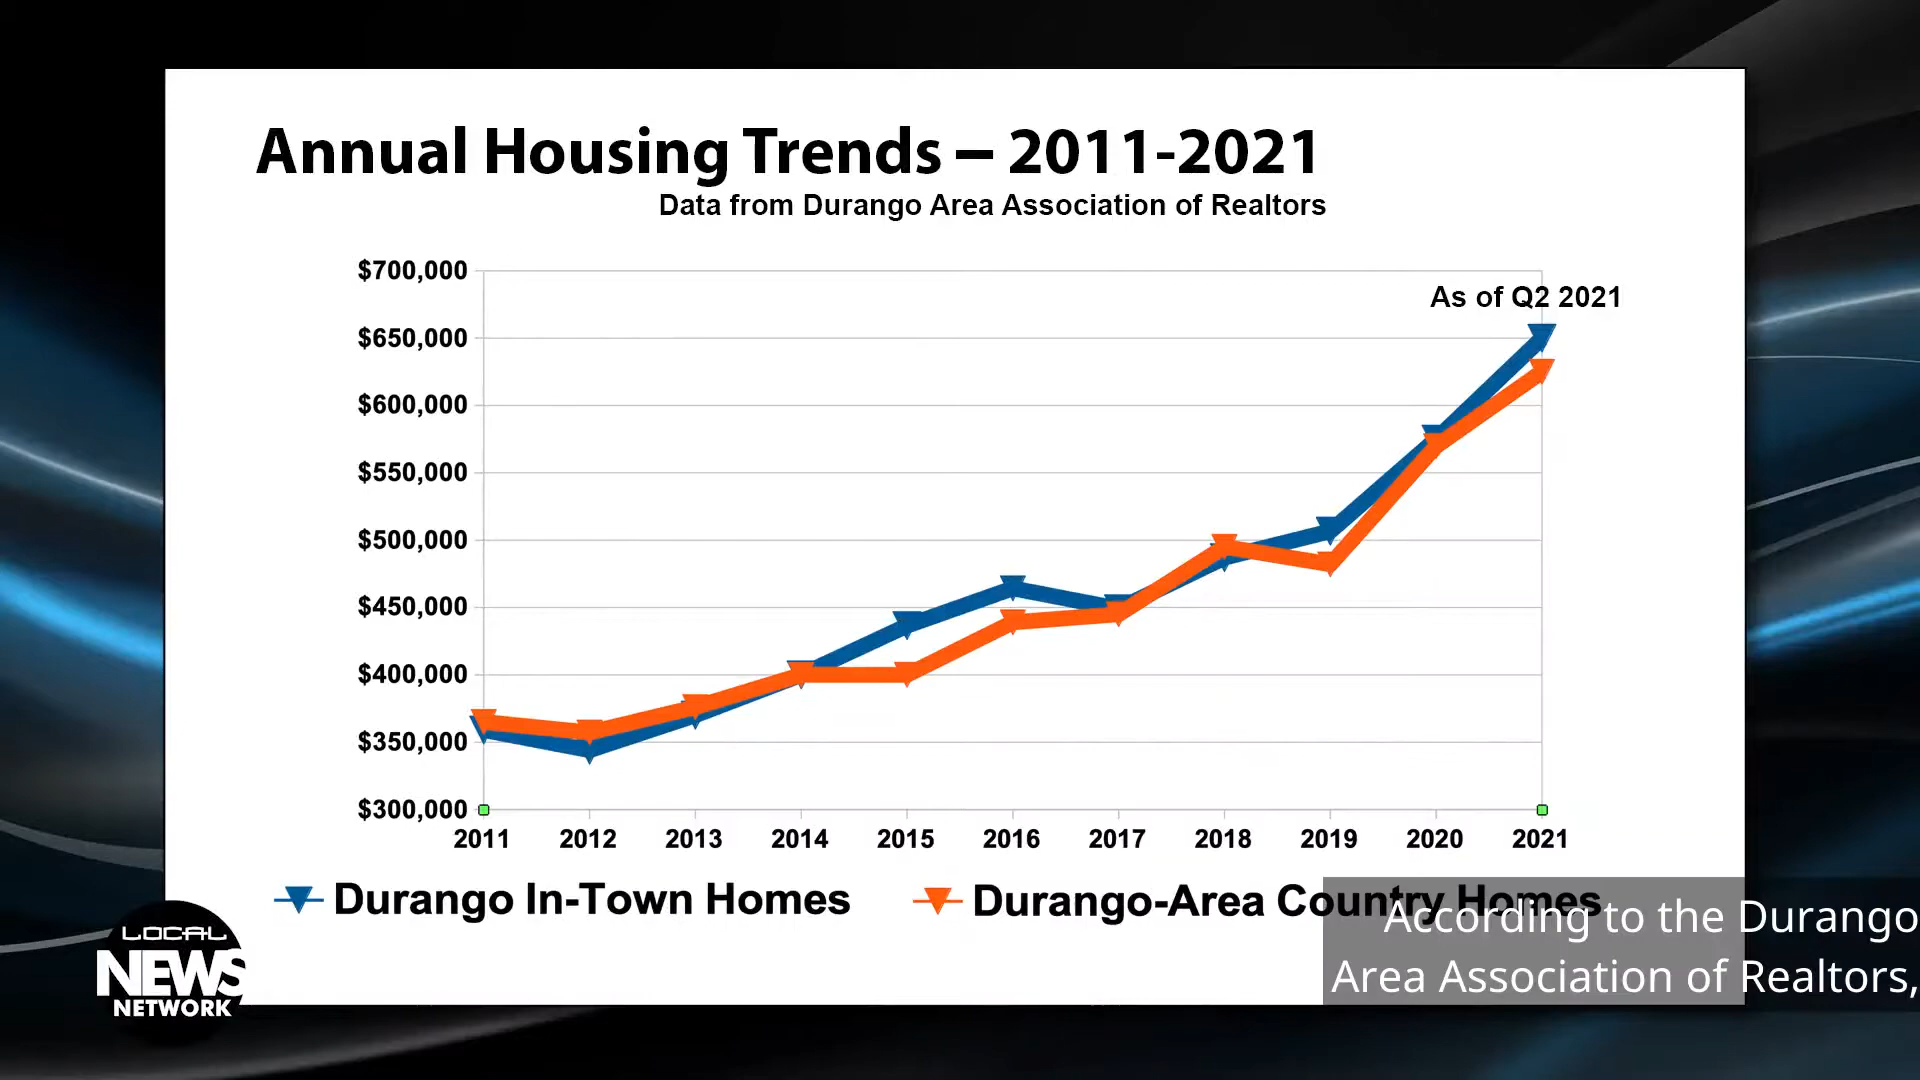 Annual Housing Trends – 2011-2021
Data from Durango Area Association of Realtors
As of Q2 2021
$700,000
$650,000
$600,000
$550,000
$500,000
$450,000
$400,000
$350,000
$300,000
2011 2012 2013 2014 2015 2016 2017 2018 2019 2020 2021
Durango In-Town Homes Durango-Area Country Homes
According to the Durango
Area Association of Realtors,
LOCAL
NEWS
NETWORK